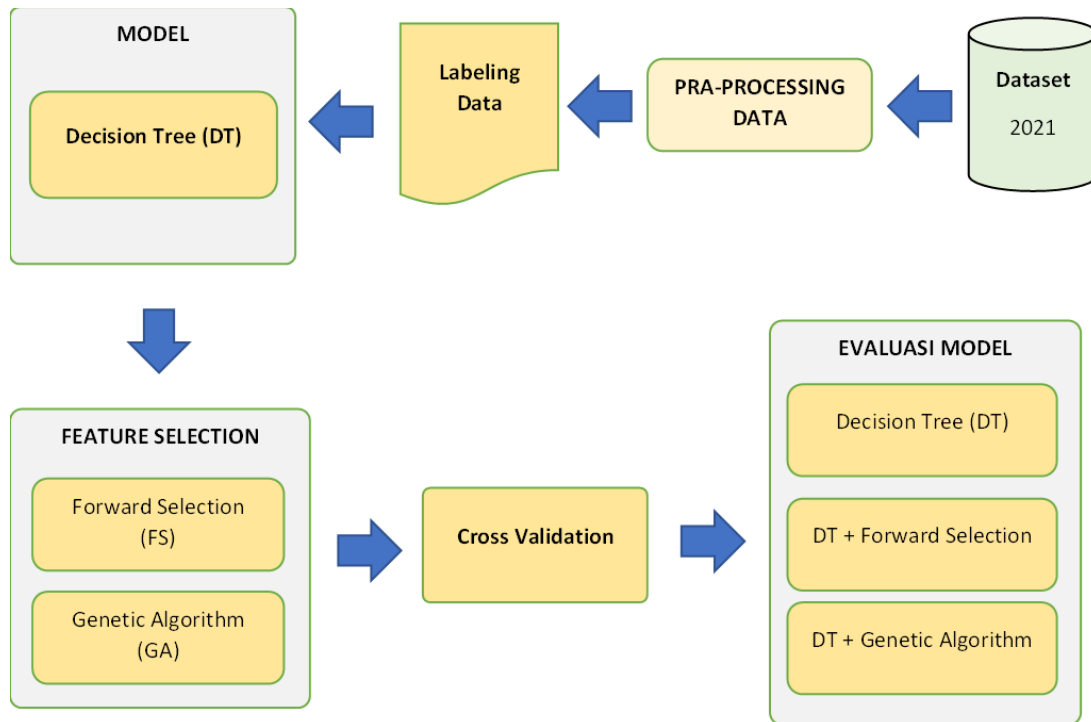 MODEL
Decision Tree (DT)
Labeling
Data
PRA-PROCESSING
DATA
Dataset
2021
FEATURE SELECTION
Forward Selection
(FS)
Genetic Algorithm
(GA)
Cross Validation
EVALUASI MODEL
Decision Tree (DT)
DT + Forward Selection
DT + Genetic Algorithm